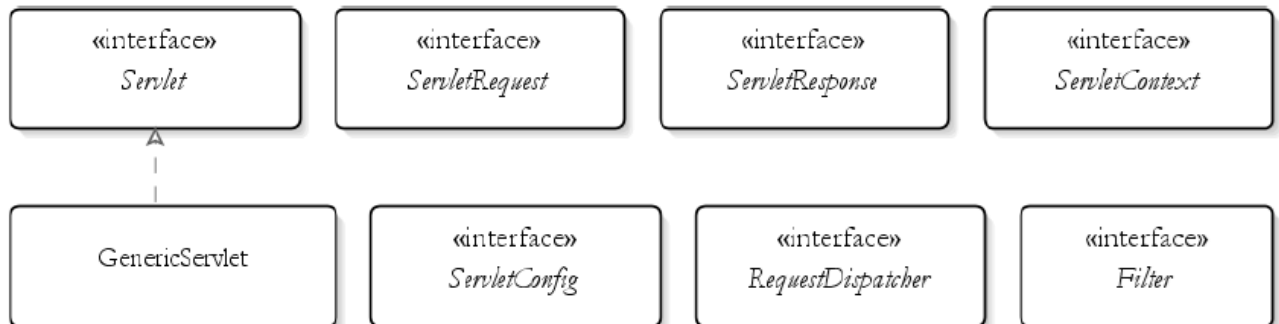 «interface»
Servlet
«interface»
ServletRequest
«interface»
ServletResponse
«interface»
ServletContext
GenericServlet
«interface»
ServletConfig
«interface»
RequestDispatcher
«interface»
Filter